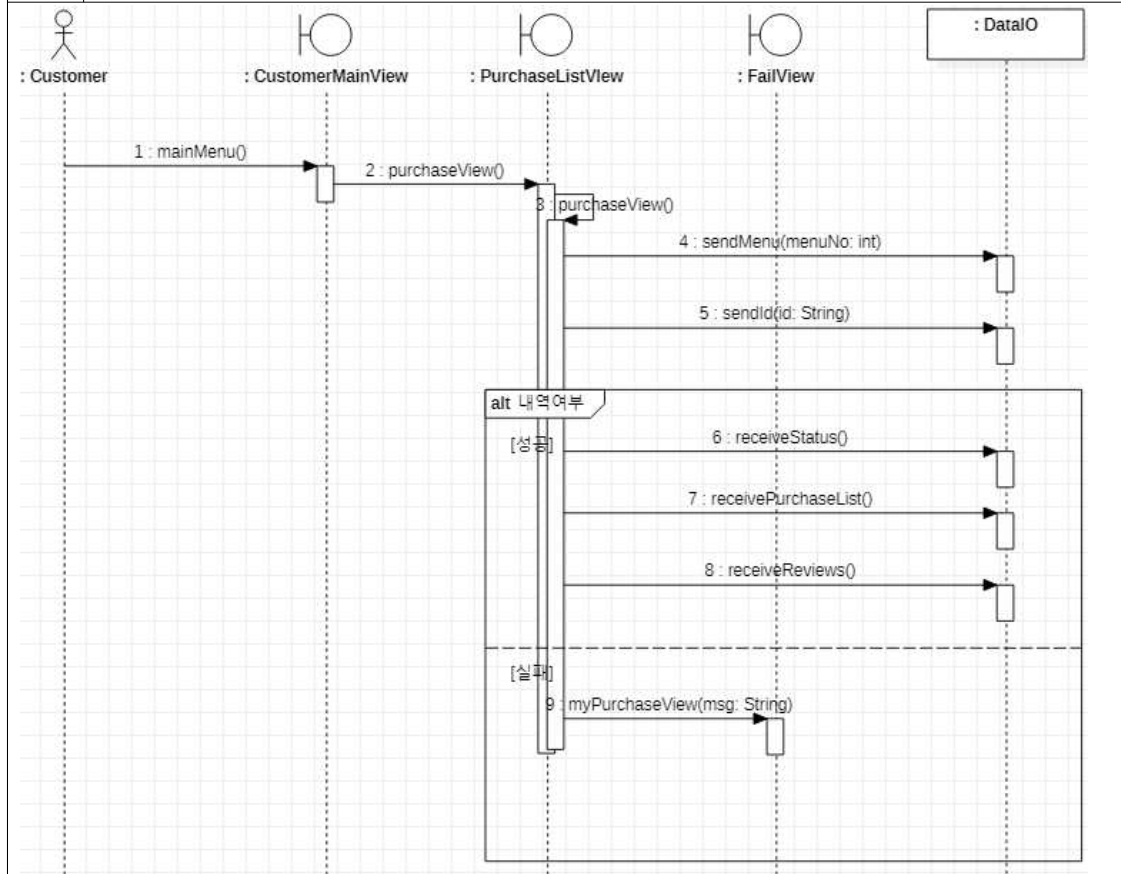 : Customer
: CustomerMainView
: PurchaseListVIew
: FailView
: DataIO
1 : mainMenu()
2 : purchaseView()
3 : purchaseView()
4 : sendMenu(menuNo: int)
5 : sendId(id: String)
alt 내역여부
[성공]
6 : receiveStatus()
7 : receivePurchaseList()
8 : receiveReviews()
[실패]
9 : myPurchaseView(msg: String)